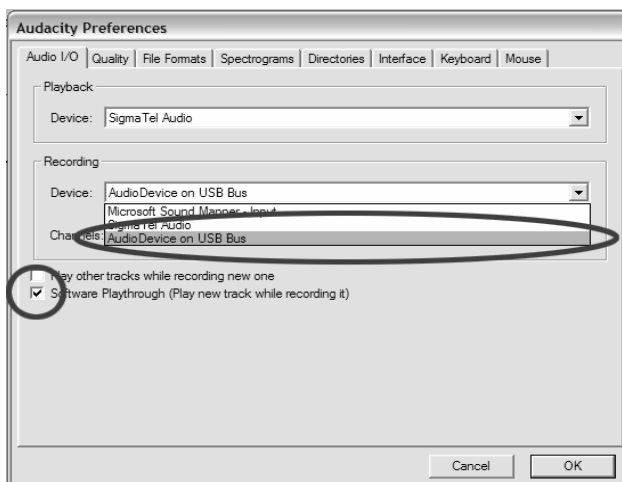 Audacity Preferences
Audio I/O Quality File Formats Spectrograms Directories Interface Keyboard Mouse
Playback
Device: SigmaTel Audio
Recording
Device: AudioDevice on USB Bus
Microsoft Sound Mapper - Input
SigmaTel Audio
Channels: AudioDevice on USB Bus
Play other tracks while recording new one
Software Playthrough (Play new track while recording it)
Cancel OK